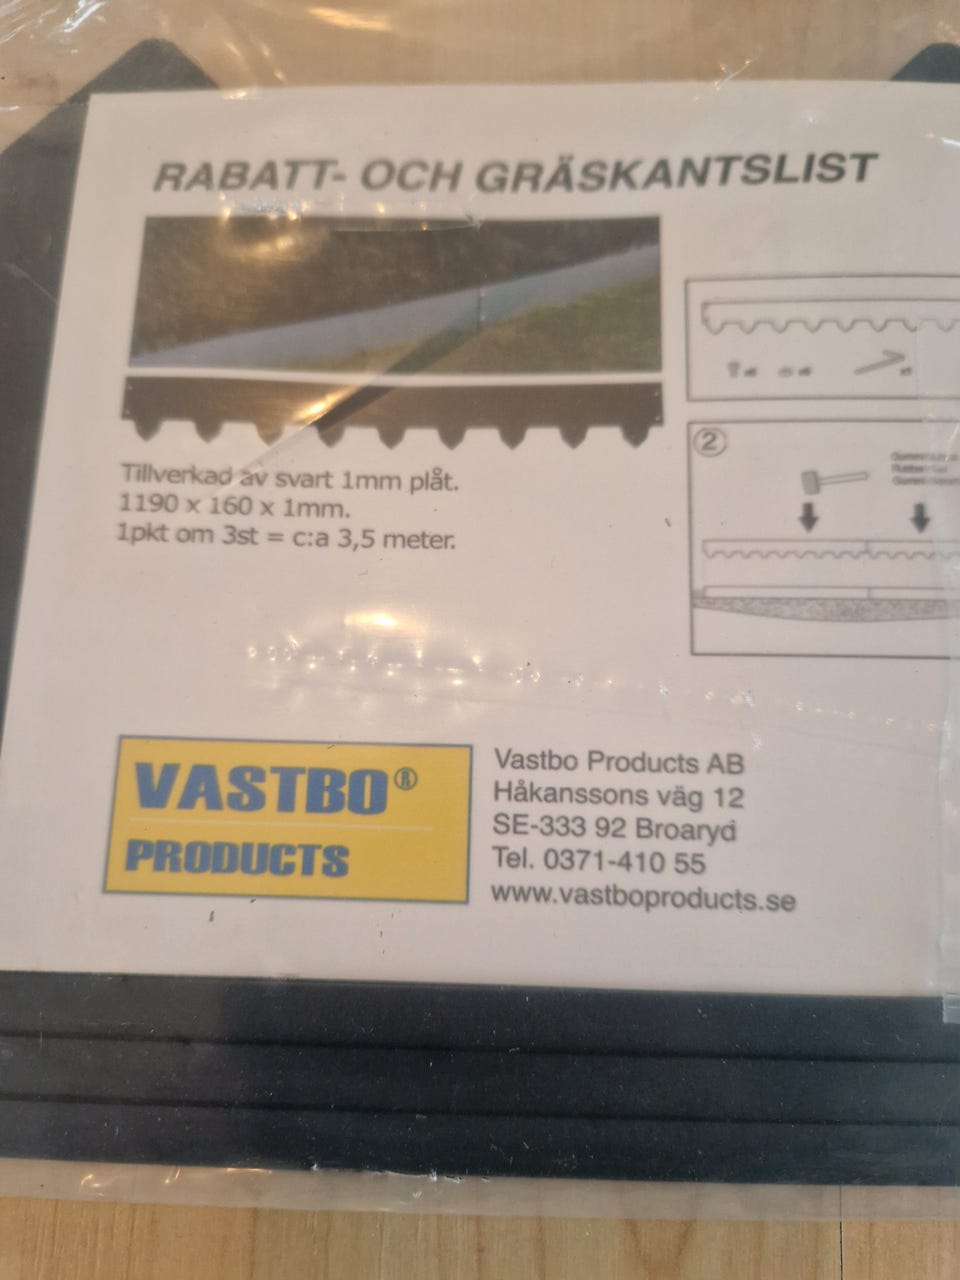 RABATT- OCH GRÄSKANTSLIST
Tillverkad av svart 1mm plåt.
1190 x 160 x 1mm.
1pkt om 3st = c:a 3,5 meter.
2
VASTBO®
PRODUCTS
Vastbo Products AB
Håkanssons väg 12
SE-333 92 Broaryd
Tel. 0371-410 55
www.vastboproducts.se